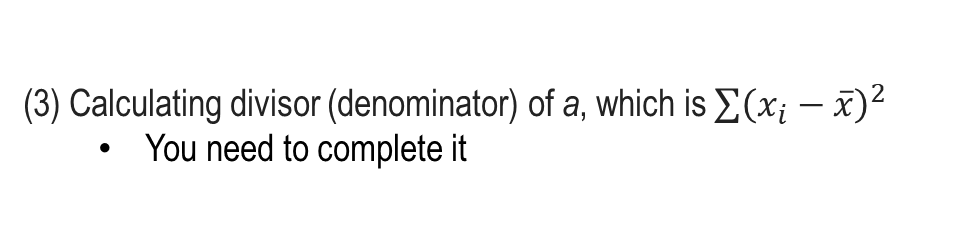 (3) Calculating divisor (denominator) of a, which is ∑(xᵢ − x̄)²
• You need to complete it